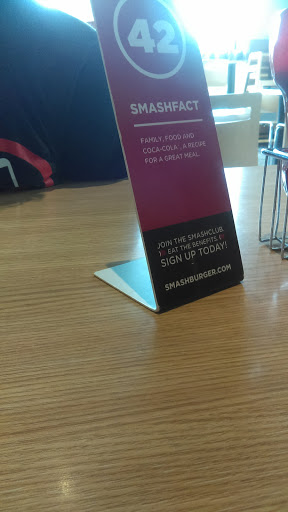 42
SMASHFACT
FAMILY, FOOD AND
COCA-COLA , A RECIPE
FOR A GREAT MEAL.
JOIN THE SMASHCLUB.
EAT THE BENEFITS.
SIGN UP TODAY!
SMASHBURGER.COM